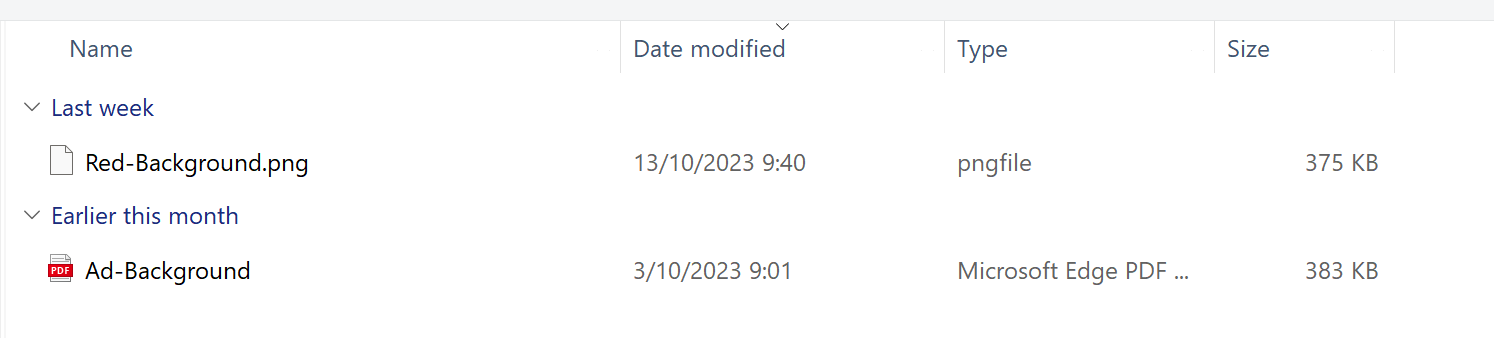 Name Date modified Type Size
Last week
Red-Background.png 13/10/2023 9:40 pngfile 375 KB
Earlier this month
PDF Ad-Background 3/10/2023 9:01 Microsoft Edge PDF ... 383 KB